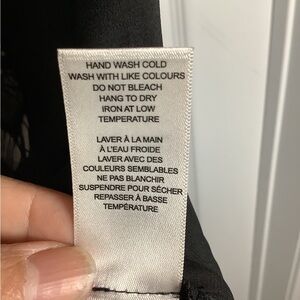 HAND WASH COLD
WASH WITH LIKE COLOURS
DO NOT BLEACH
HANG TO DRY
IRON AT LOW
TEMPERATURE
LAVER À LA MAIN
À L'EAU FROIDE
LAVER AVEC DES
COULEURS SEMBLABLES
NE PAS BLANCHIR
SUSPENDRE POUR SÉCHER
REPASSER À BASSE
TEMPÉRATURE